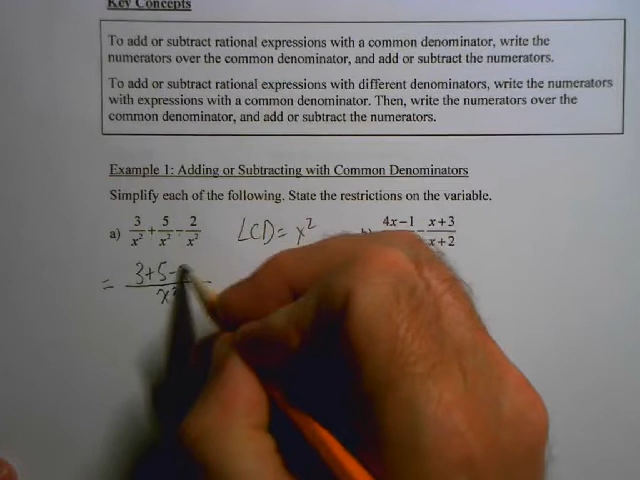 Key Concepts
To add or subtract rational expressions with a common denominator, write the
numerators over the common denominator, and add or subtract the numerators.
To add or subtract rational expressions with different denominators, write the numerators
with expressions with a common denominator. Then, write the numerators over the
common denominator, and add or subtract the numerators.
Example 1: Adding or Subtracting with Common Denominators
Simplify each of the following. State the restrictions on the variable.
a) 3/x² + 5/x² − 2/x² LCD = x² 4x−1 x+3
x+2
= 3+5−
x²